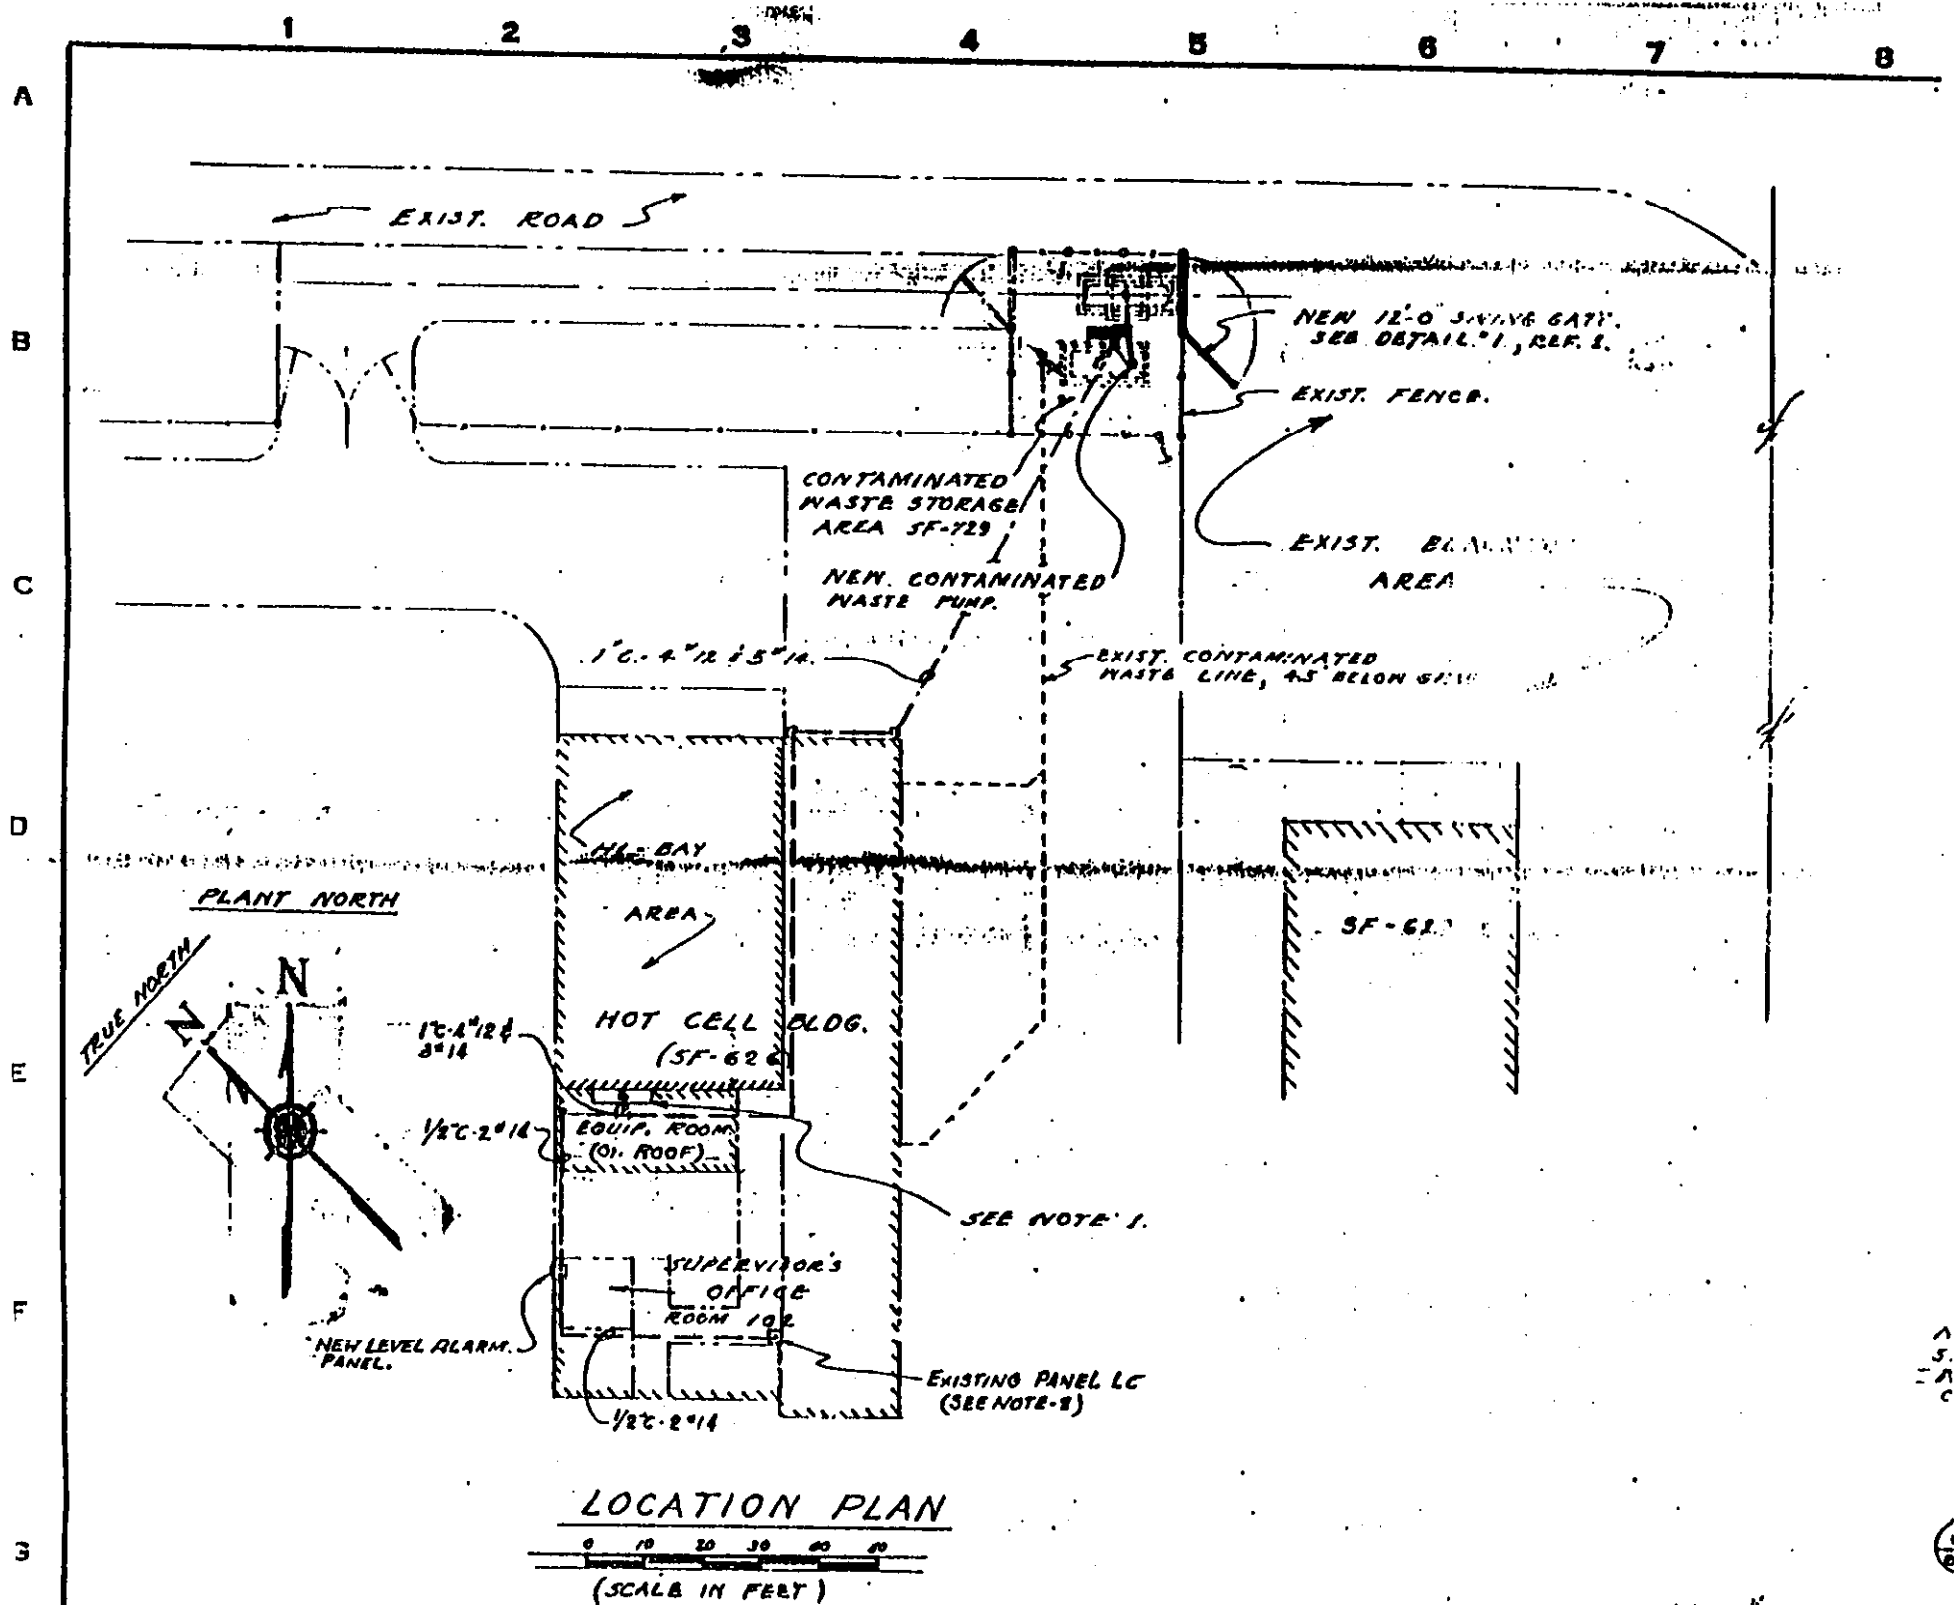 1 2 3 4 5 6 7 8
A
EXIST. ROAD
B
NEW 12'-0" SWING GATE.
SEE DETAIL #1, REF. 2.
EXIST. FENCE.
CONTAMINATED
WASTE STORAGE
AREA SF-729
EXIST.
AREA
C
NEW CONTAMINATED
WASTE PUMP.
1"C.-4#12 & 5#14.
EXIST. CONTAMINATED
WASTE LINE, 4.5' BELOW
D
HI-BAY
AREA
PLANT NORTH
SF-62
TRUE NORTH
N
N
HOT CELL BLDG.
(SF-626
1"C-4#12 &
3#14
E
1/2"C-2#14
EQUIP. ROOM
(ON ROOF)
SEE NOTE 1.
SUPERVISOR'S
OFFICE
ROOM 102
F
NEW LEVEL ALARM.
PANEL.
EXISTING PANEL LC
(SEE NOTE-2)
1/2"C-2#14
LOCATION PLAN
0 10 20 30 40 50
G
(SCALE IN FEET)